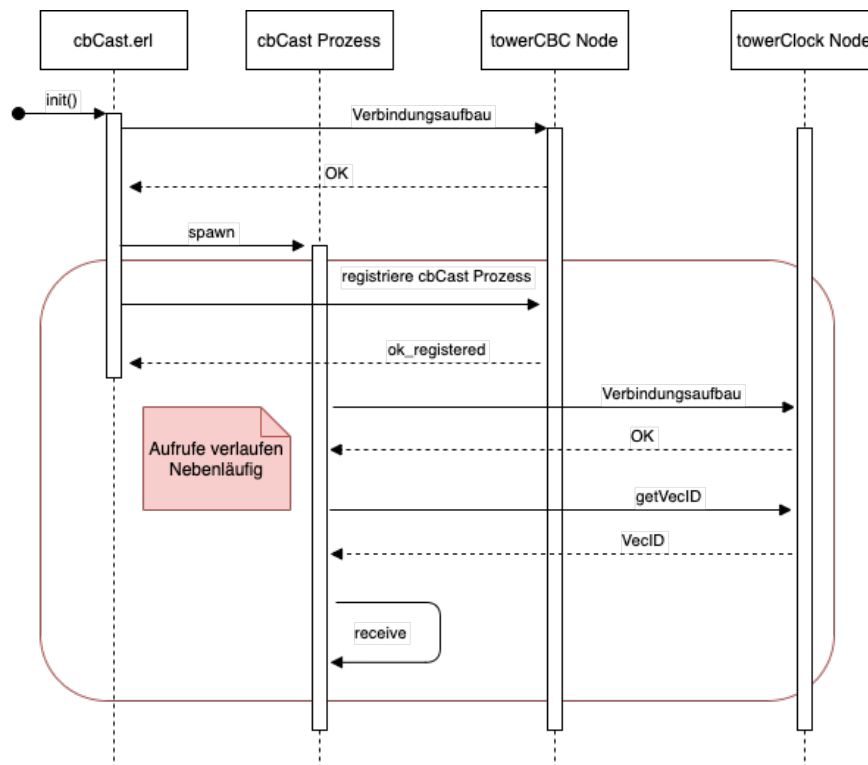 cbCast.erl
cbCast Prozess
towerCBC Node
towerClock Node
init()
Verbindungsaufbau
OK
spawn
registriere cbCast Prozess
ok_registered
Verbindungsaufbau
Aufrufe verlaufen
Nebenläufig
OK
getVecID
VecID
receive